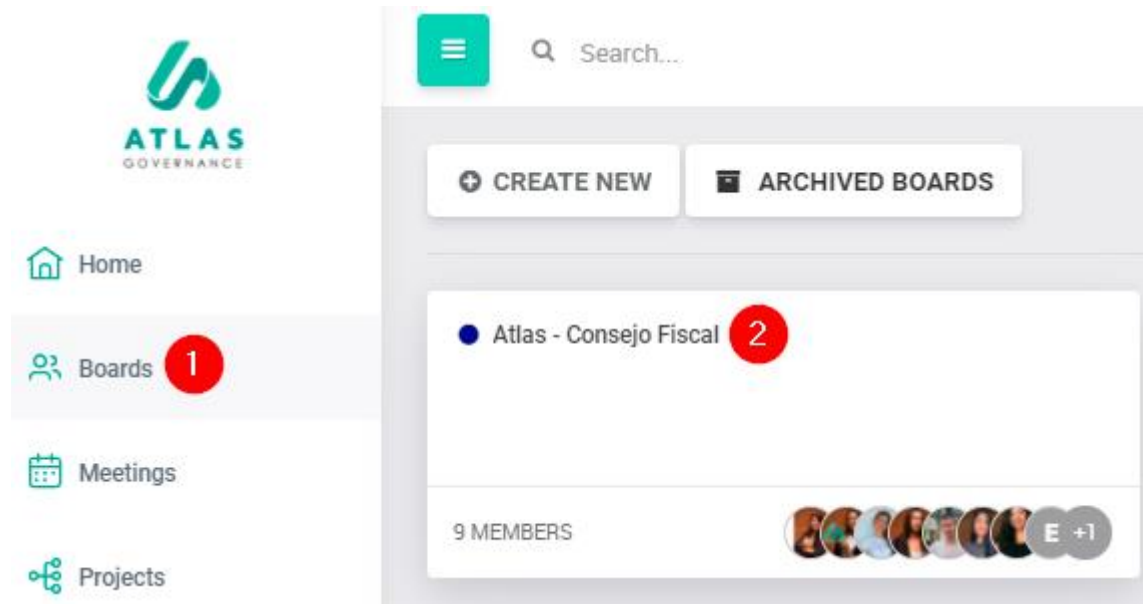 ATLAS
GOVERNANCE
Search...
CREATE NEW
ARCHIVED BOARDS
Home
Boards 1
Meetings
Projects
Atlas - Consejo Fiscal 2
9 MEMBERS
E +1